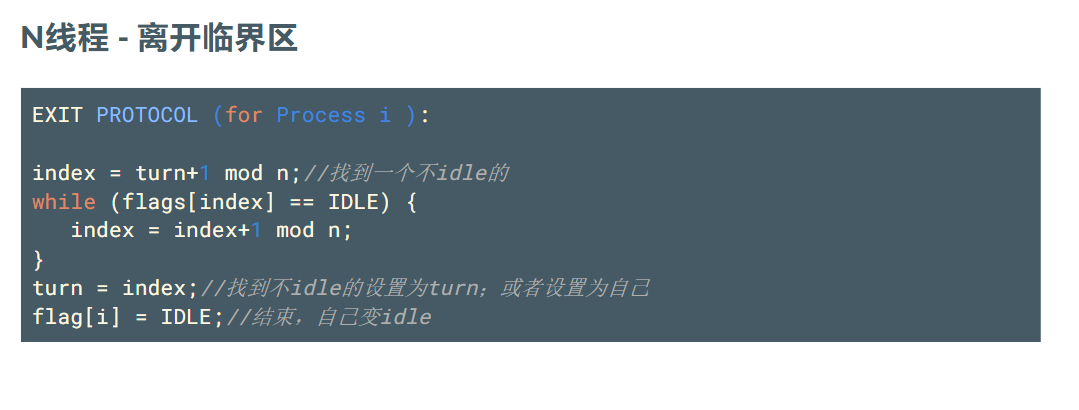 N线程 - 离开临界区
EXIT PROTOCOL (for Process i ):
index = turn+1 mod n;//找到一个不idle的
while (flags[index] == IDLE) {
index = index+1 mod n;
}
turn = index;//找到不idle的设置为turn；或者设置为自己
flag[i] = IDLE;//结束，自己变idle